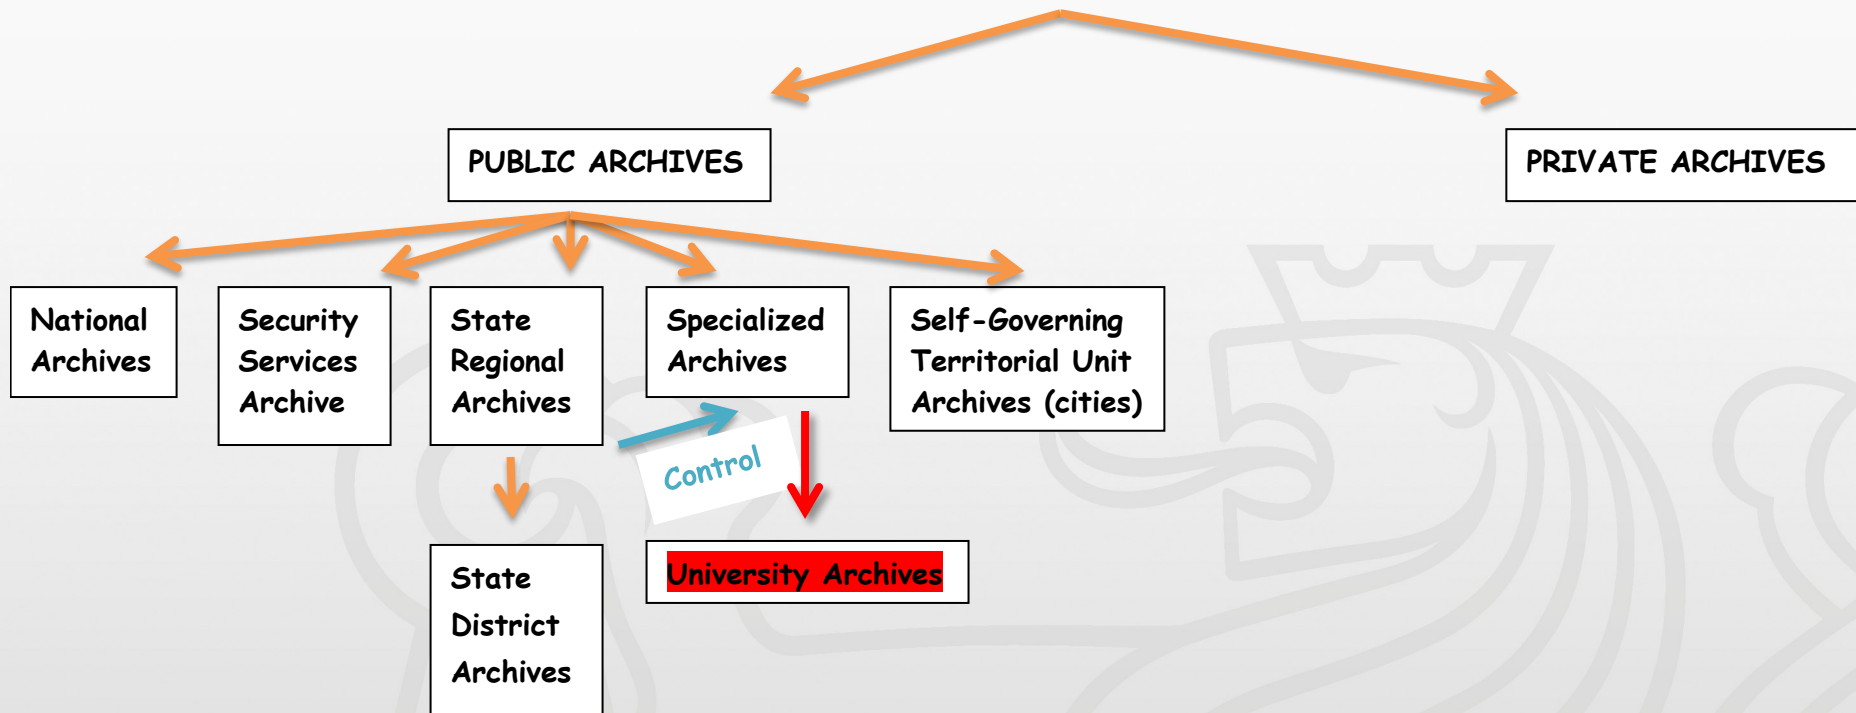 PUBLIC ARCHIVES
PRIVATE ARCHIVES
National
Archives
Security
Services
Archive
State
Regional
Archives
Specialized
Archives
Self-Governing
Territorial Unit
Archives (cities)
Control
State
District
Archives
University Archives